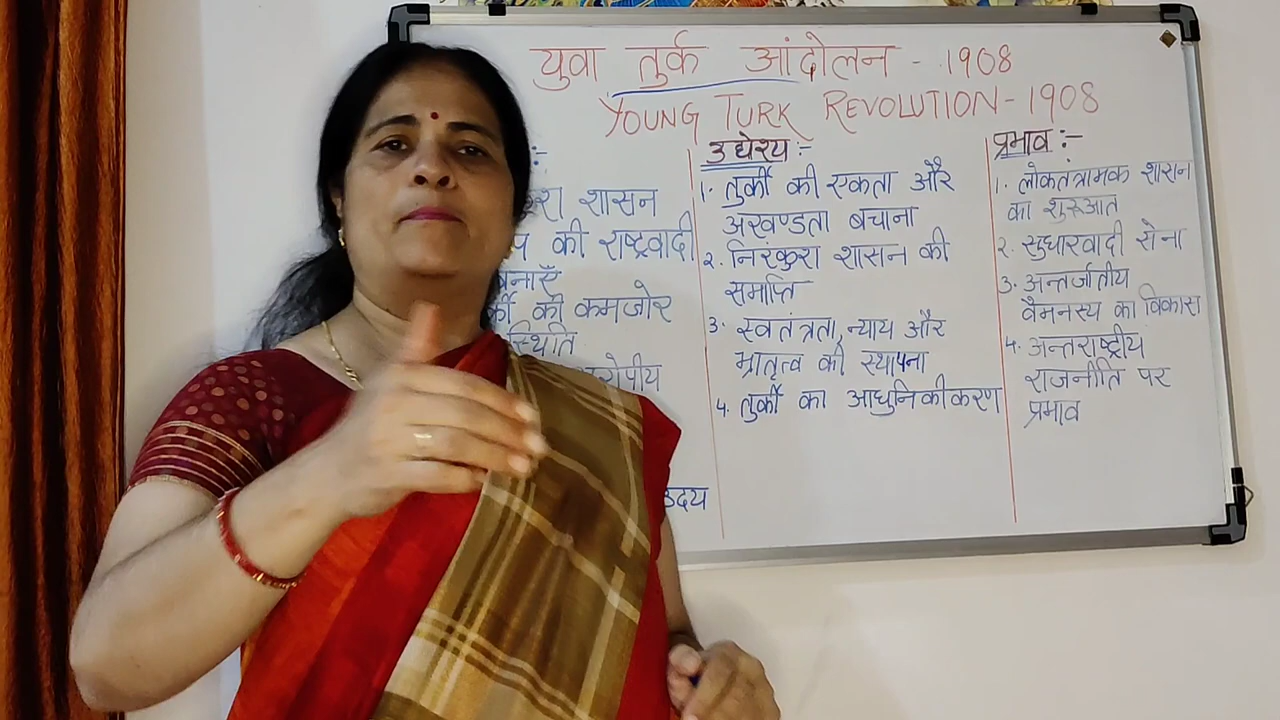 युवा तुर्क आंदोलन - 1908
YOUNG TURK REVOLUTION - 1908
:-
शासन
की राष्ट्रवादी
की कमजोर
स्थिति
उदय
उद्येश्य :-
1. तुर्की की एकता और
अखण्डता बचाना
2. निरंकुश शासन की
समाप्ति
3. स्वतंत्रता, न्याय और
भ्रातृत्व की स्थापना
4. तुर्की का आधुनिकीकरण
प्रभाव :-
1. लोकतंत्रामक शासन
का शुरुआत
2. सुधारवादी सेना
3. अन्तर्जातीय
वैमनस्य का विकास
4. अन्तराष्ट्रीय
राजनीति पर
प्रभाव